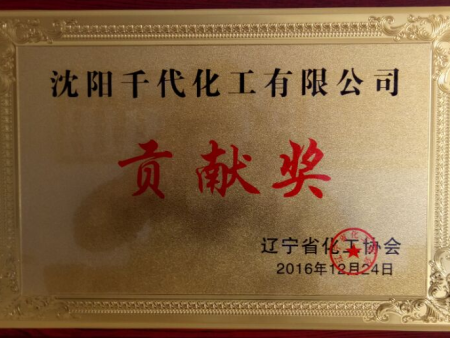 沈阳千代化工有限公司
贡献奖
辽宁省化工协会
2016年12月24日